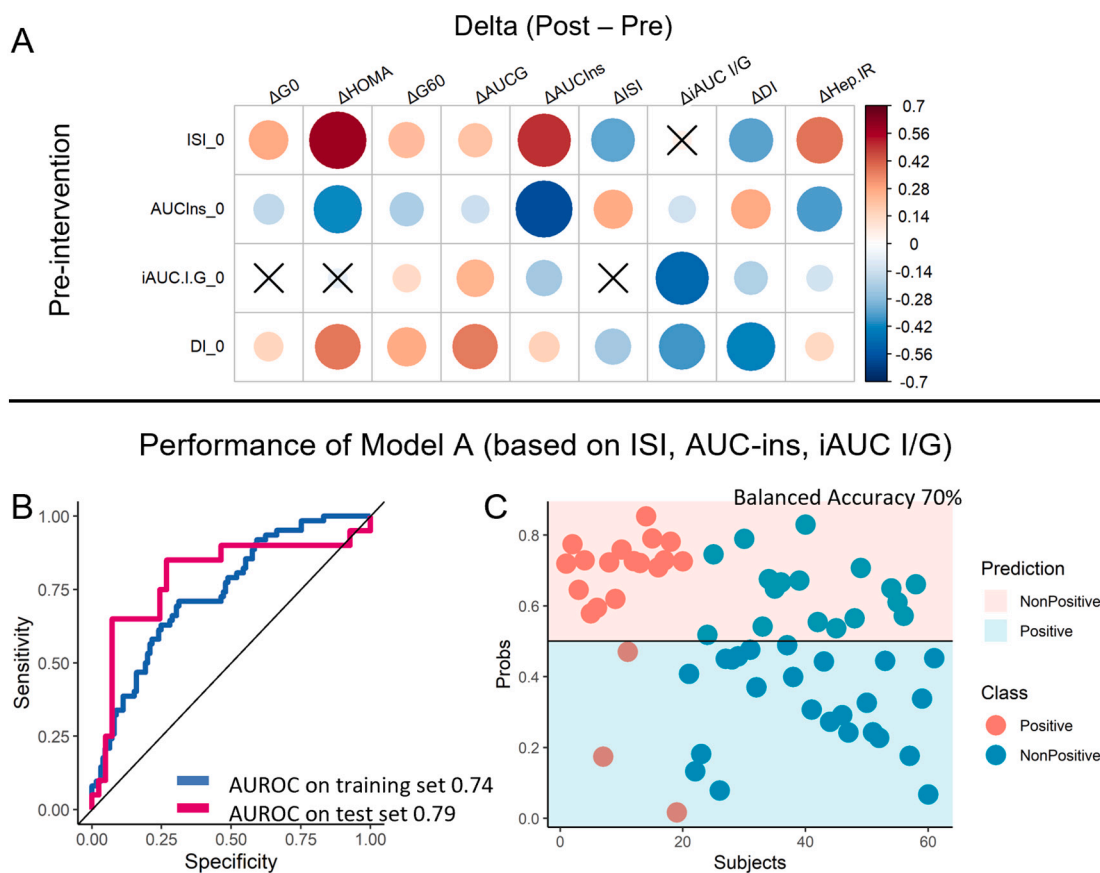 A
Delta (Post – Pre)
ΔG0 ΔHOMA ΔG60 ΔAUCG ΔAUCIns ΔISI ΔiAUC I/G ΔDI ΔHep.IR
Pre-intervention
ISI_0
AUCIns_0
iAUC.I.G_0
DI_0
0.7
0.56
0.42
0.28
0.14
0
-0.14
-0.28
-0.42
-0.56
-0.7
Performance of Model A (based on ISI, AUC-ins, iAUC I/G)
B
1.00
0.75
0.50
0.25
0.00
Sensitivity
AUROC on training set 0.74
AUROC on test set 0.79
0.00 0.25 0.50 0.75 1.00
Specificity
C
Balanced Accuracy 70%
0.8
0.6
0.4
0.2
0.0
Probs
0 20 40 60
Subjects
Prediction
NonPositive
Positive
Class
Positive
NonPositive